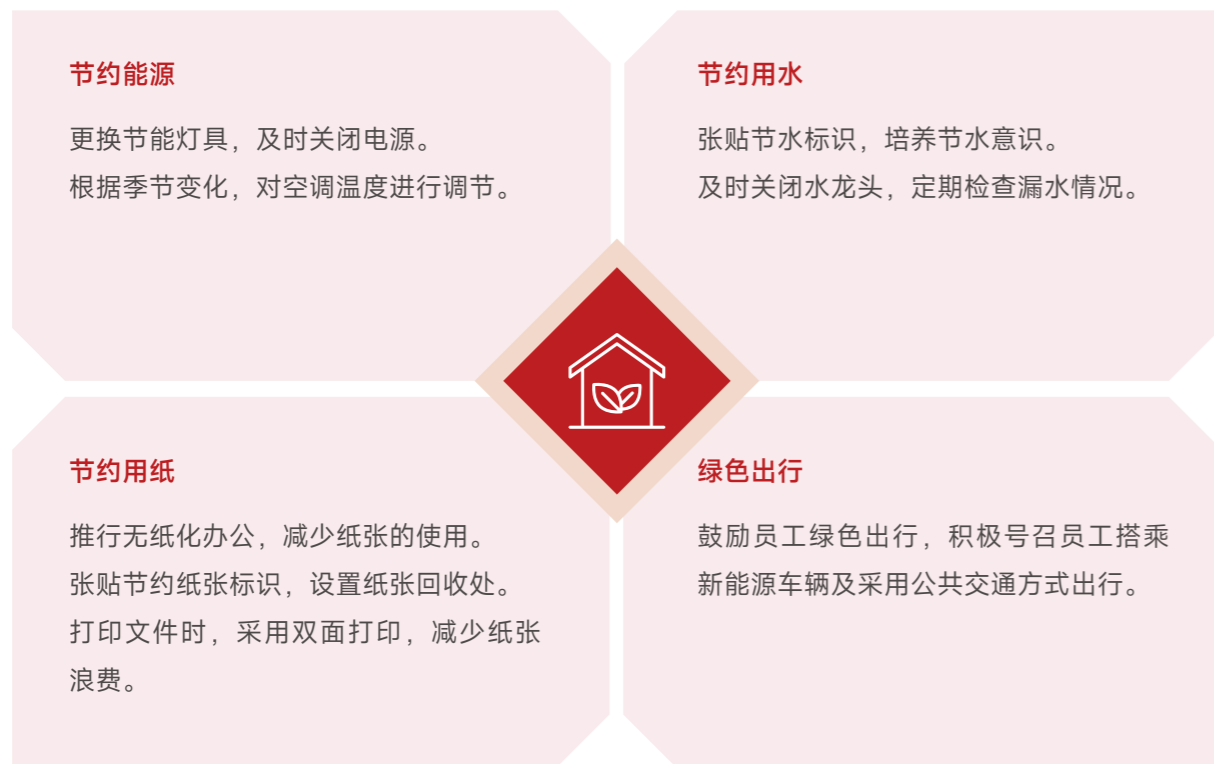 节约能源
更换节能灯具，及时关闭电源。
根据季节变化，对空调温度进行调节。
节约用水
张贴节水标识，培养节水意识。
及时关闭水龙头，定期检查漏水情况。
节约用纸
推行无纸化办公，减少纸张的使用。
张贴节约纸张标识，设置纸张回收处。
打印文件时，采用双面打印，减少纸张
浪费。
绿色出行
鼓励员工绿色出行，积极号召员工搭乘
新能源车辆及采用公共交通方式出行。